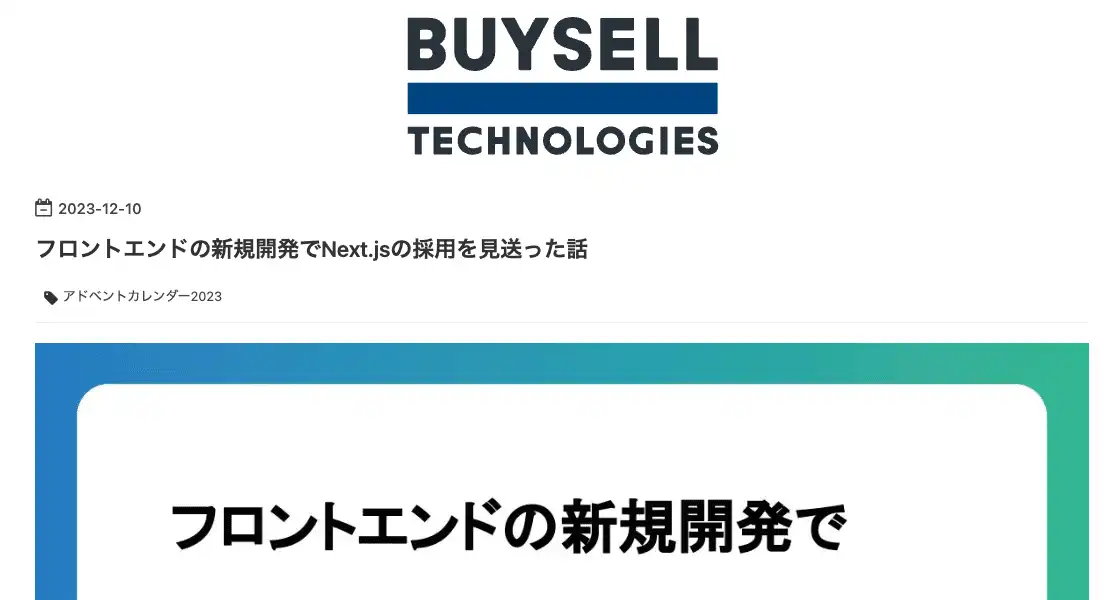 BUYSELL
TECHNOLOGIES
2023-12-10
フロントエンドの新規開発でNext.jsの採用を見送った話
アドベントカレンダー2023
フロントエンドの新規開発で